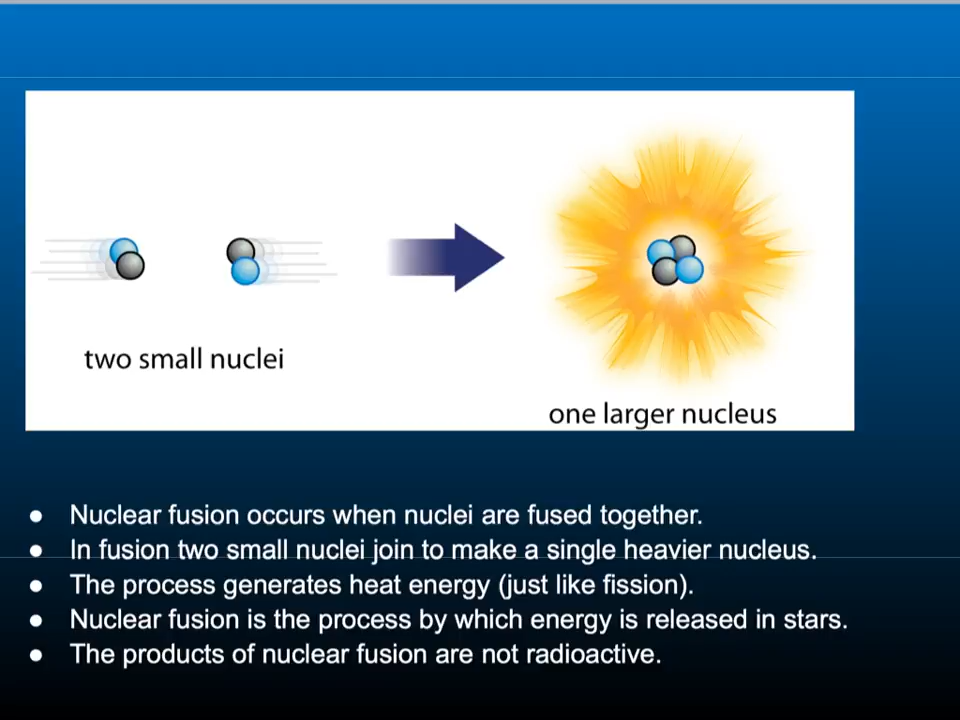 two small nuclei
one larger nucleus
● Nuclear fusion occurs when nuclei are fused together.
● In fusion two small nuclei join to make a single heavier nucleus.
● The process generates heat energy (just like fission).
● Nuclear fusion is the process by which energy is released in stars.
● The products of nuclear fusion are not radioactive.